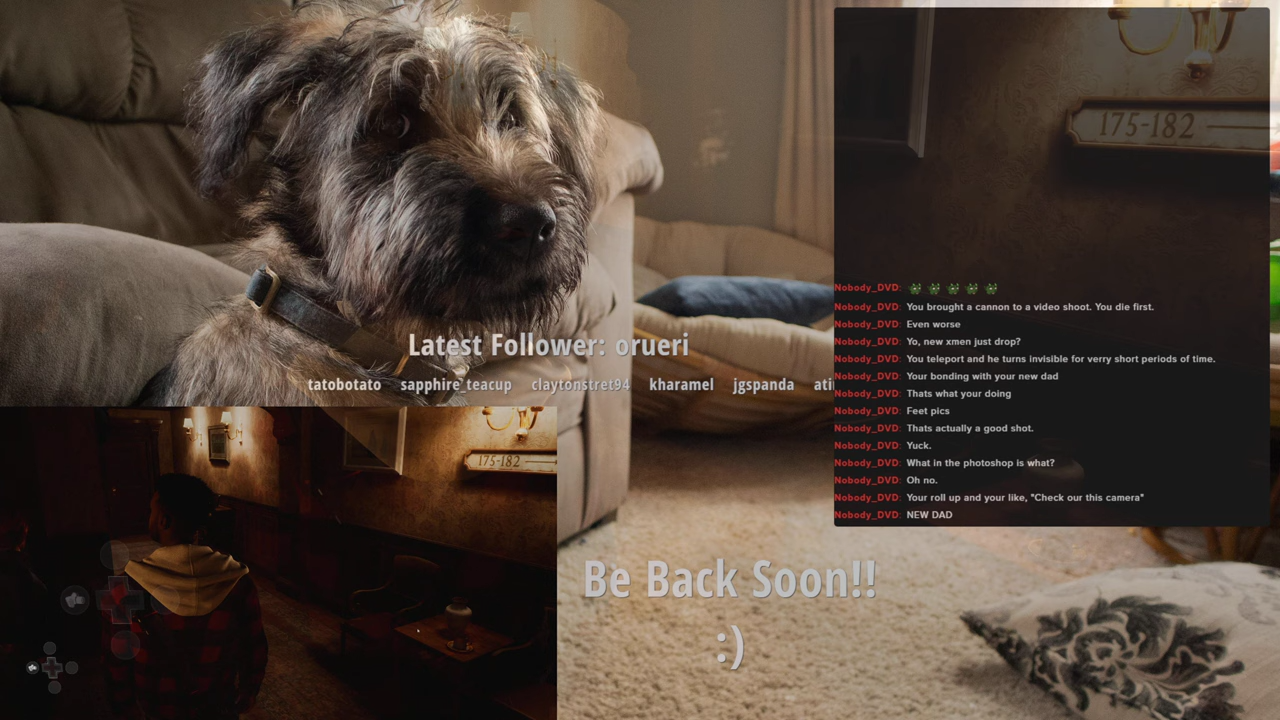 175-182
Nobody_DVD:
Nobody_DVD: You brought a cannon to a video shoot. You die first.
Nobody_DVD: Even worse
Nobody_DVD: Yo, new xmen just drop?
Nobody_DVD: You teleport and he turns invisible for verry short periods of time.
Nobody_DVD: Your bonding with your new dad
Nobody_DVD: Thats what your doing
Nobody_DVD: Feet pics
Nobody_DVD: Thats actually a good shot.
Nobody_DVD: Yuck.
Nobody_DVD: What in the photoshop is what?
Nobody_DVD: Oh no.
Nobody_DVD: Your roll up and your like, "Check our this camera"
Nobody_DVD: NEW DAD
Latest Follower: orueri
tatobotato sapphire_teacup claytonstret94 kharamel jgspanda
175-182
Be Back Soon!!
:)